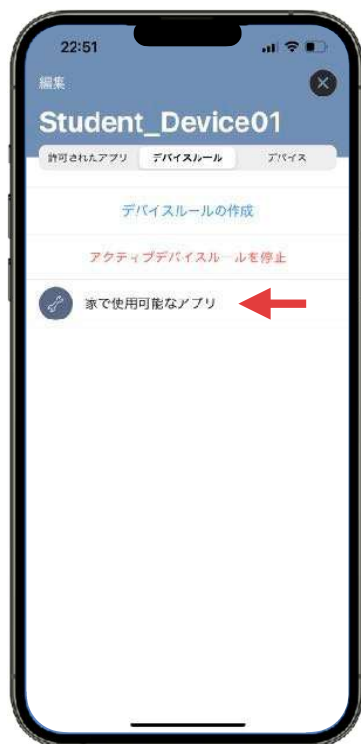 22:51
編集
Student_Device01
許可されたアプリ デバイスルール デバイス
デバイスルールの作成
アクティブデバイスルールを停止
家で使用可能なアプリ